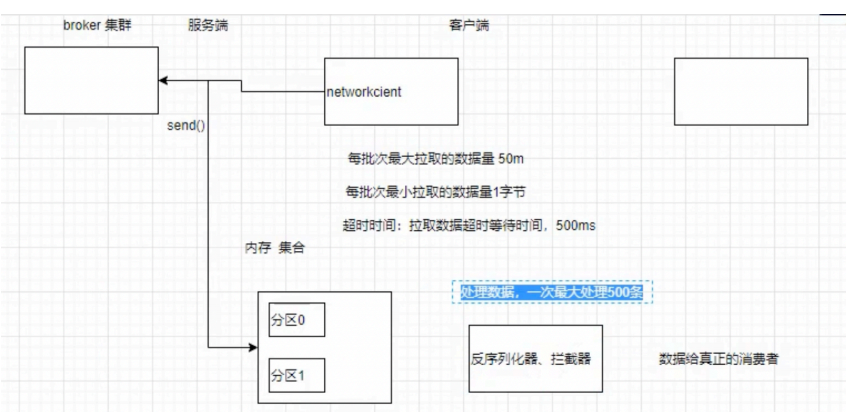 broker 集群 服务端 客户端
networkcient
send()
每批次最大拉取的数据量 50m
每批次最小拉取的数据量1字节
超时时间：拉取数据超时等待时间，500ms
内存 集合
处理数据，一次最大处理500条
分区0
反序列化器、拦截器 数据给真正的消费者
分区1